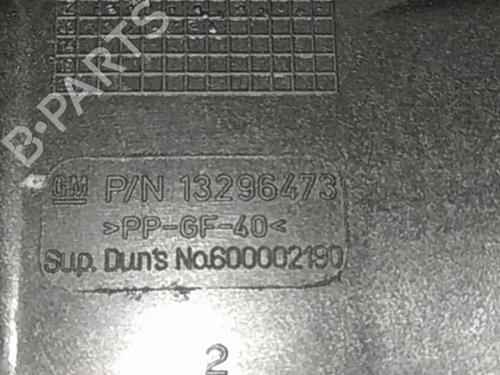 B-PARTS
GM P/N 13296473
>PP-GF-40<
Sup. Dun's No.600002190
2